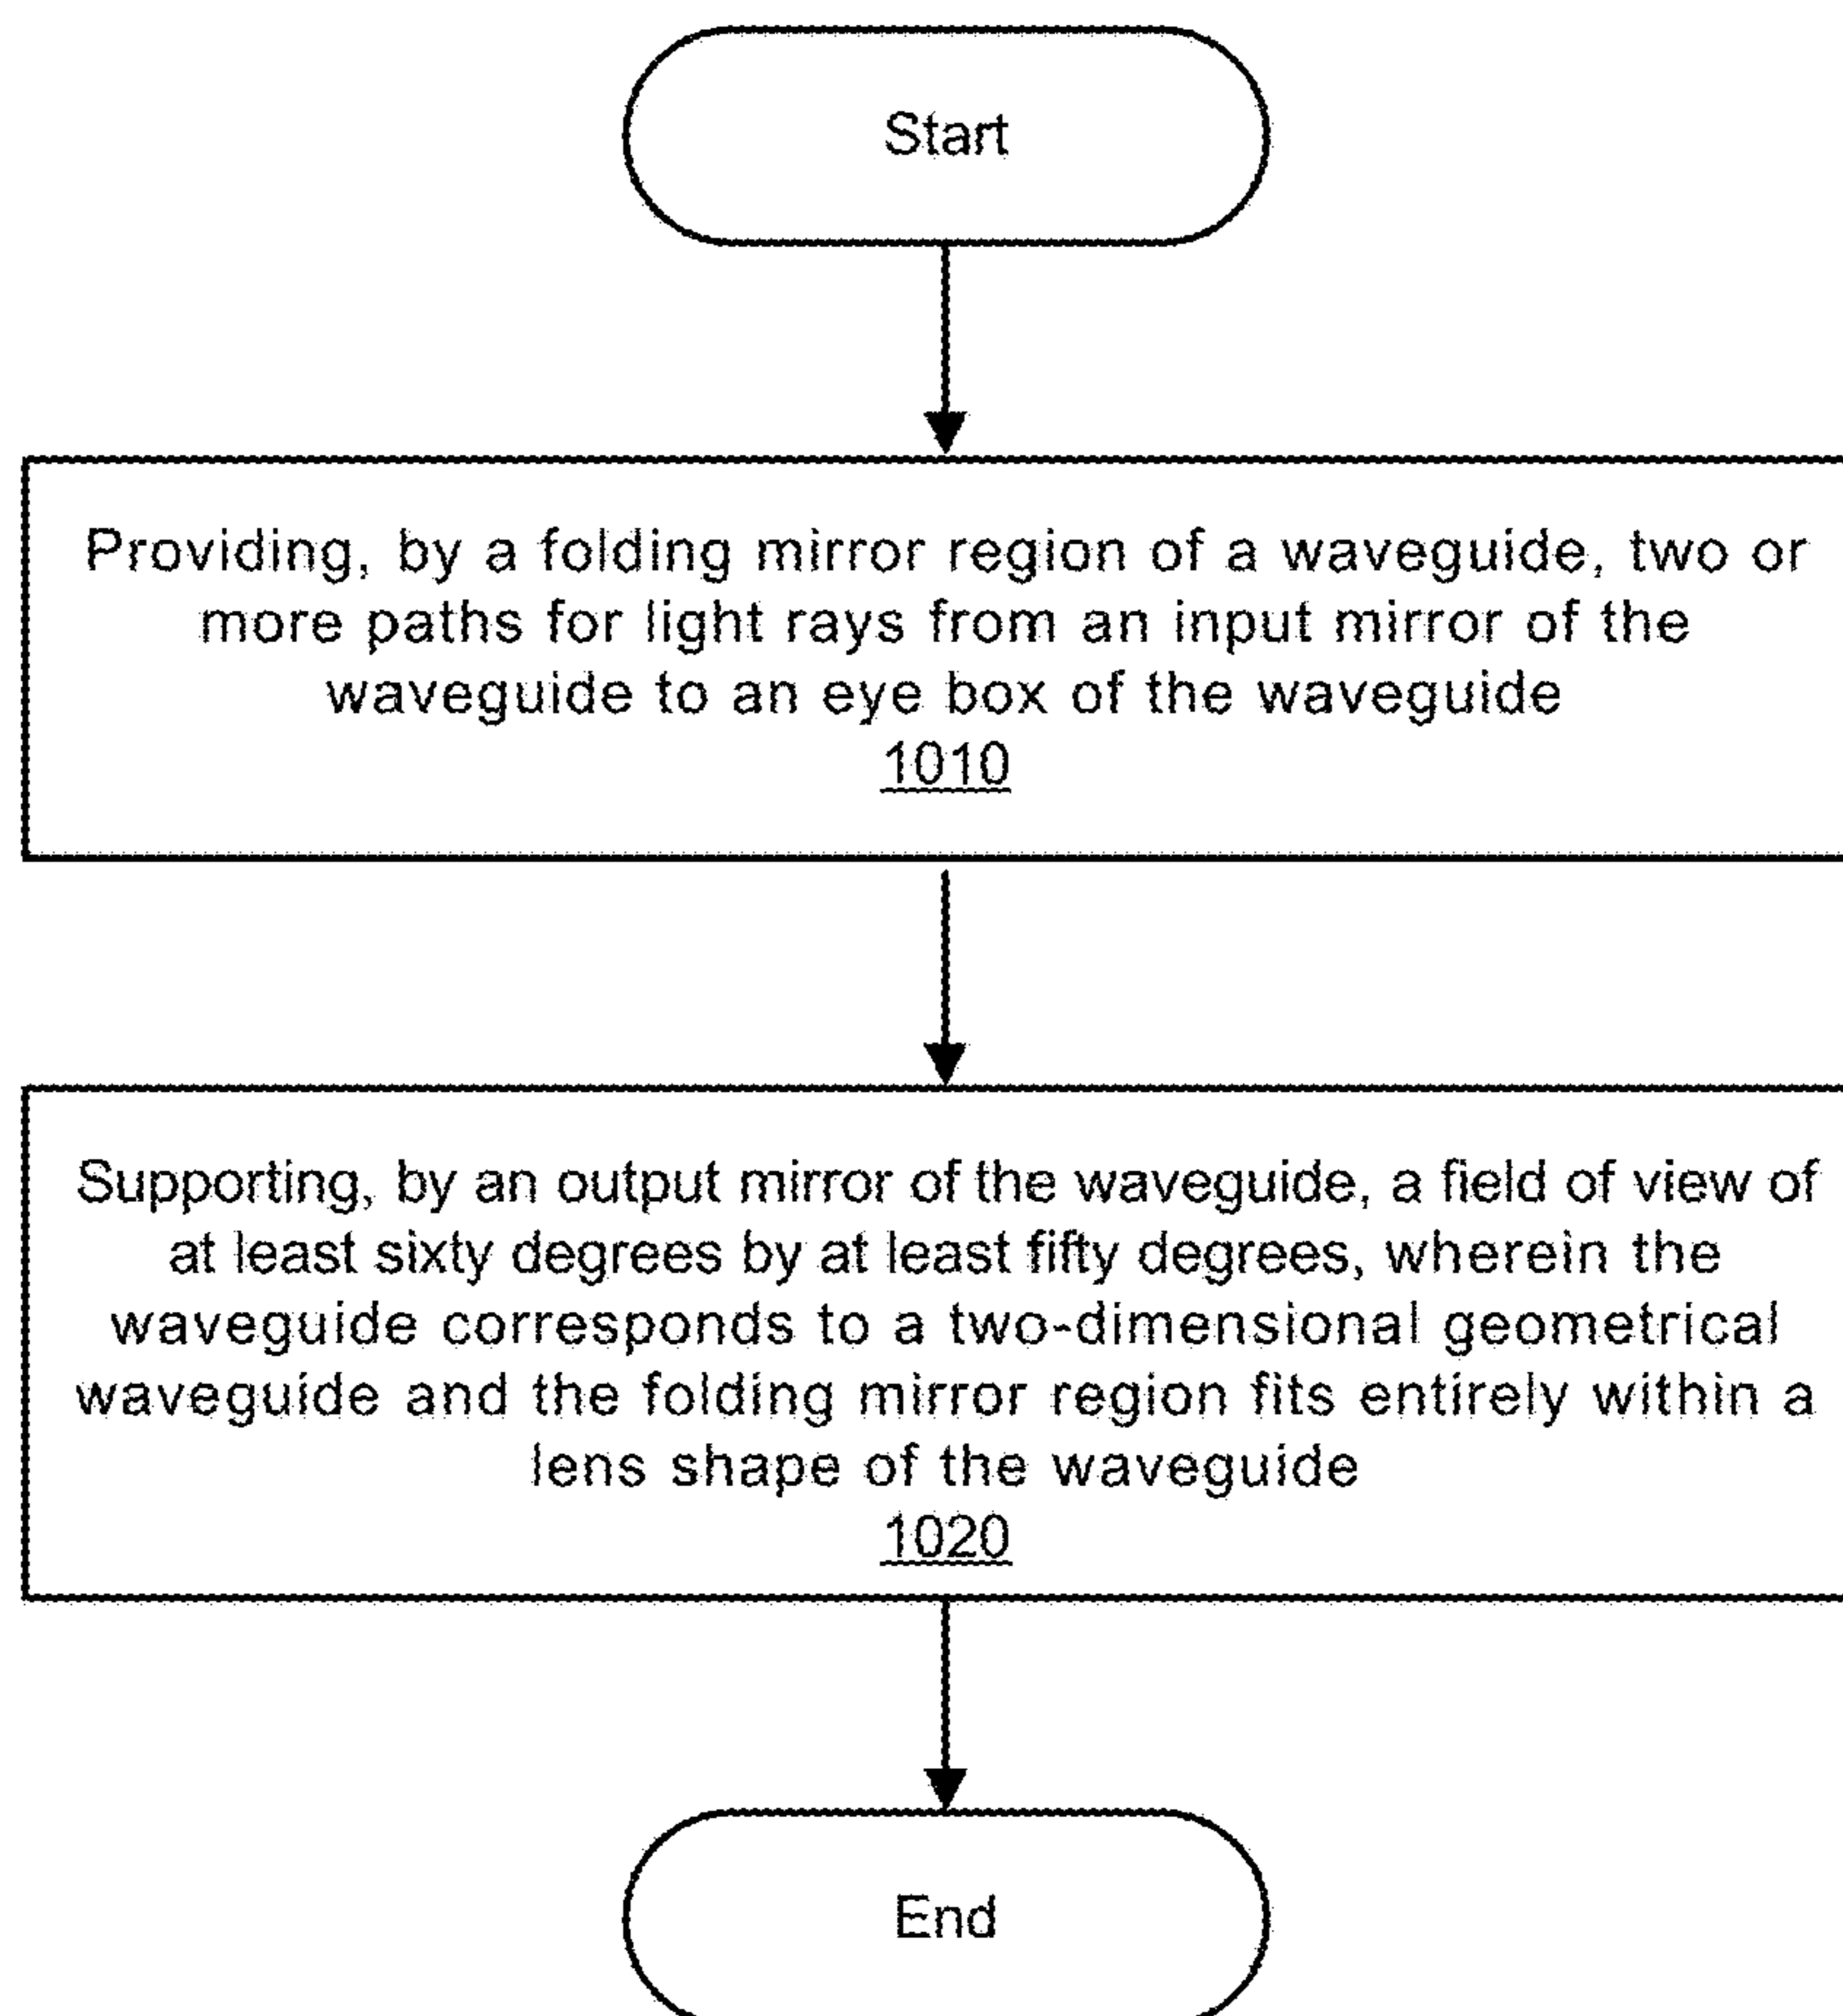 Start
Providing, by a folding mirror region of a waveguide, two or
more paths for light rays from an input mirror of the
waveguide to an eye box of the waveguide
1010
Supporting, by an output mirror of the waveguide, a field of view of
at least sixty degrees by at least fifty degrees, wherein the
waveguide corresponds to a two-dimensional geometrical
waveguide and the folding mirror region fits entirely within a
lens shape of the waveguide
1020
End